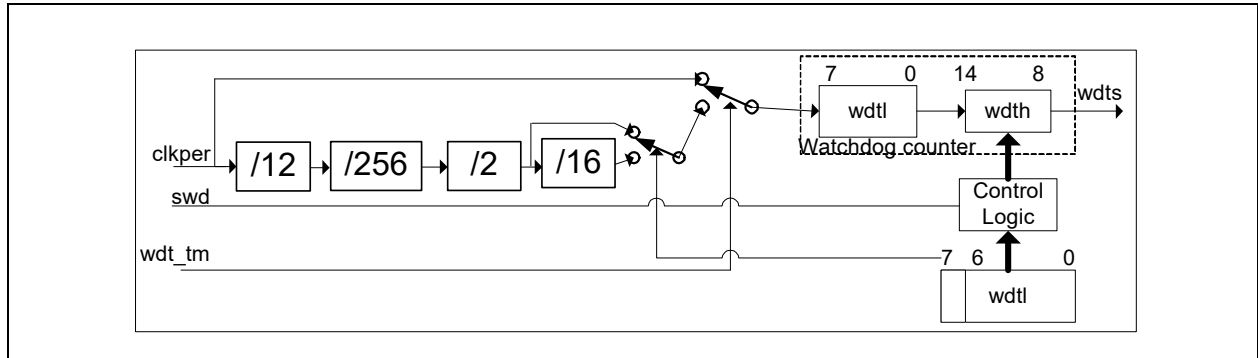 7 0 14 8
wdts
wdtl wdth
Watchdog counter
clkper
/12 /256 /2 /16
Control
Logic
swd
wdt_tm
7 6 0
wdtl